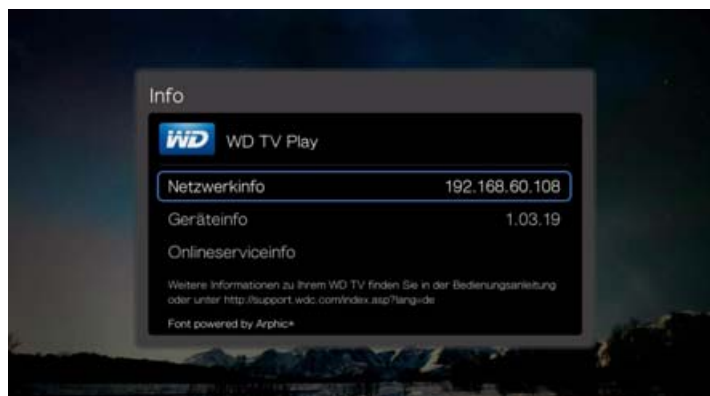 Info
WD WD TV Play
Netzwerkinfo 192.168.60.108
Geräteinfo 1.03.19
Onlineserviceinfo
Weitere Informationen zu Ihrem WD TV finden Sie in der Bedienungsanleitung
oder unter http://support.wdc.com/index.asp?lang=de
Font powered by Arphic+